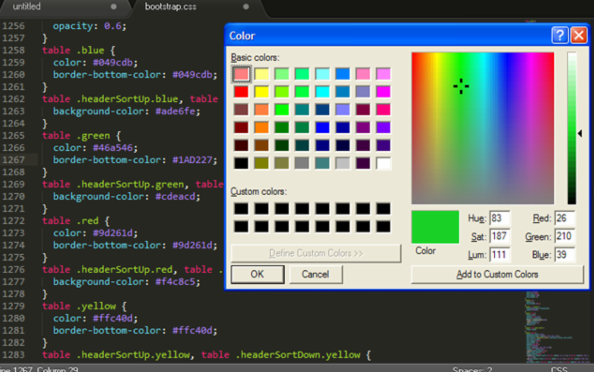 untitled
bootstrap.css
1256 opacity: 0.6;
1257 }
1258 table .blue {
1259 color: #049cdb;
1260 border-bottom-color: #049cdb;
1261 }
1262 table .headerSortUp.blue, table
1263 background-color: #ade6fe;
1264 }
1265 table .green {
1266 color: #46a546;
1267 border-bottom-color: #1AD227;
1268 }
1269 table .headerSortUp.green,
1270 background-color: #cdeacd;
1271 }
1272 table .red {
1273 color: #9d261d;
1274 border-bottom-color: #9d261d;
1275 }
1276 table .headerSortUp.red, table .
1277 background-color: #f4c8c5;
1278 }
1279 table .yellow {
1280 color: #ffc40d;
1281 border-bottom-color: #ffc40d;
1282 }
1283 table .headerSortUp.yellow, table .headerSortDown.yellow {
Color
Basic colors:
Custom colors:
Define Custom Colors >>
OK Cancel
Color
Hue: 83 Red: 26
Sat: 187 Green: 210
Lum: 111 Blue: 39
Add to Custom Colors
1267, Column 29
Spaces: 2
CSS